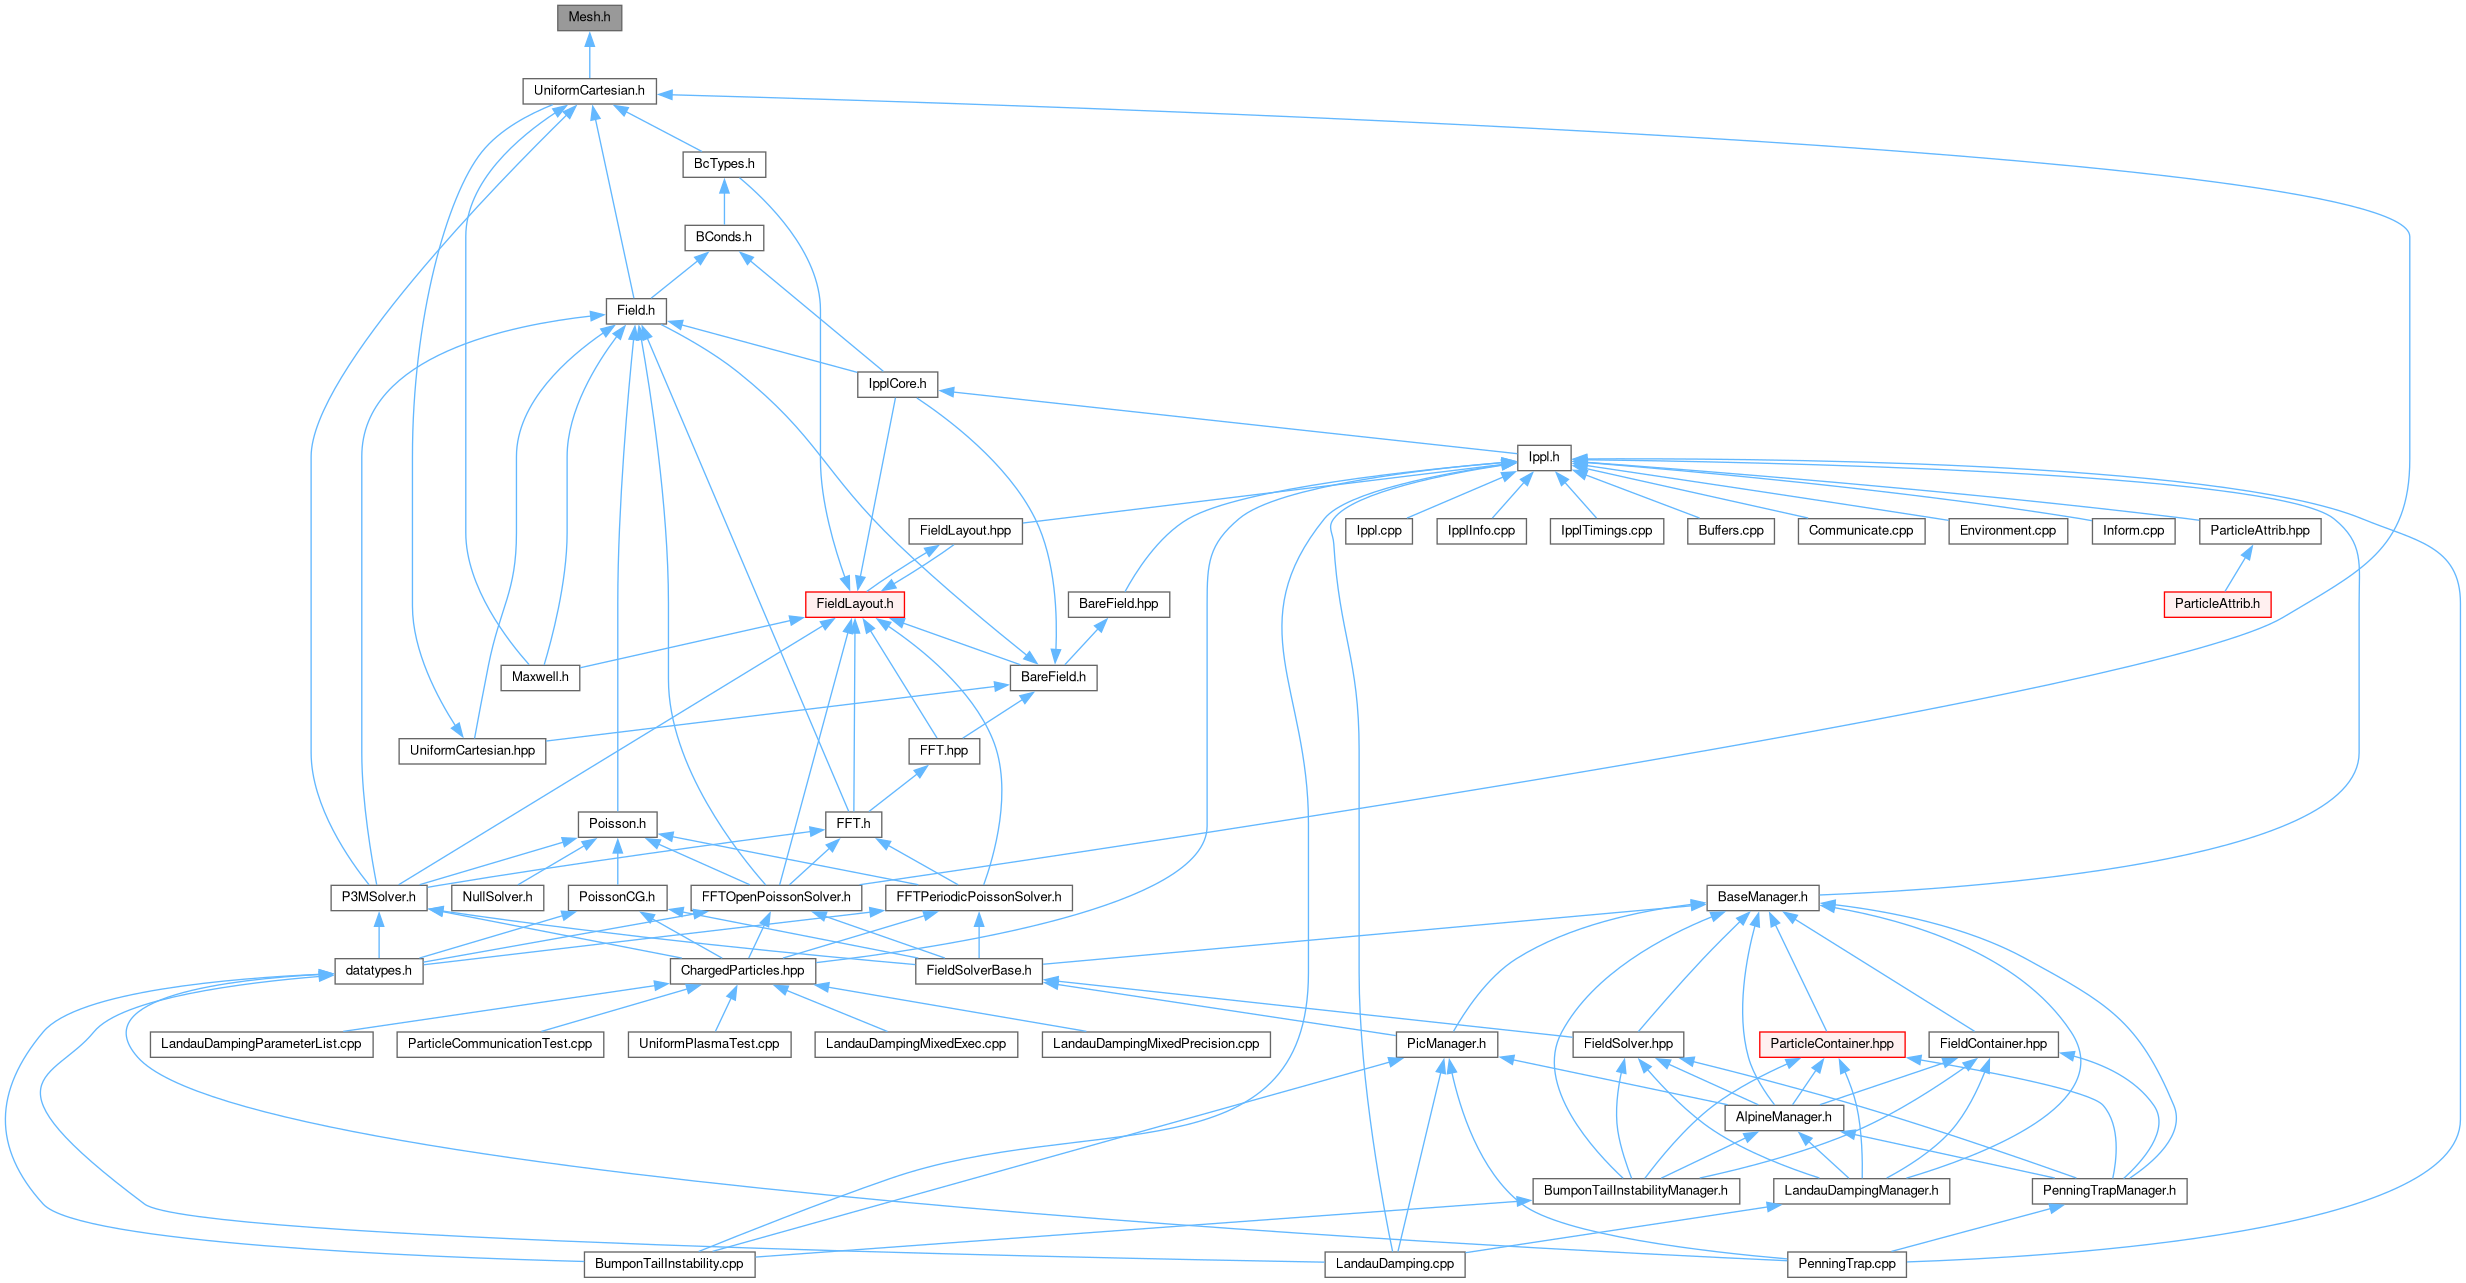 Mesh.h
UniformCartesian.h
BcTypes.h
BConds.h
Field.h
IpplCore.h
Ippl.h
FieldLayout.hpp
Ippl.cpp
IpplInfo.cpp
IpplTimings.cpp
Buffers.cpp
Communicate.cpp
Environment.cpp
Inform.cpp
ParticleAttrib.hpp
FieldLayout.h
BareField.hpp
ParticleAttrib.h
Maxwell.h
BareField.h
UniformCartesian.hpp
FFT.hpp
Poisson.h
FFT.h
P3MSolver.h
NullSolver.h
PoissonCG.h
FFTOpenPoissonSolver.h
FFTPeriodicPoissonSolver.h
BaseManager.h
datatypes.h
ChargedParticles.hpp
FieldSolverBase.h
LandauDampingParameterList.cpp
ParticleCommunicationTest.cpp
UniformPlasmaTest.cpp
LandauDampingMixedExec.cpp
LandauDampingMixedPrecision.cpp
PicManager.h
FieldSolver.hpp
ParticleContainer.hpp
FieldContainer.hpp
AlpineManager.h
BumponTailInstabilityManager.h
LandauDampingManager.h
PenningTrapManager.h
BumponTailInstability.cpp
LandauDamping.cpp
PenningTrap.cpp